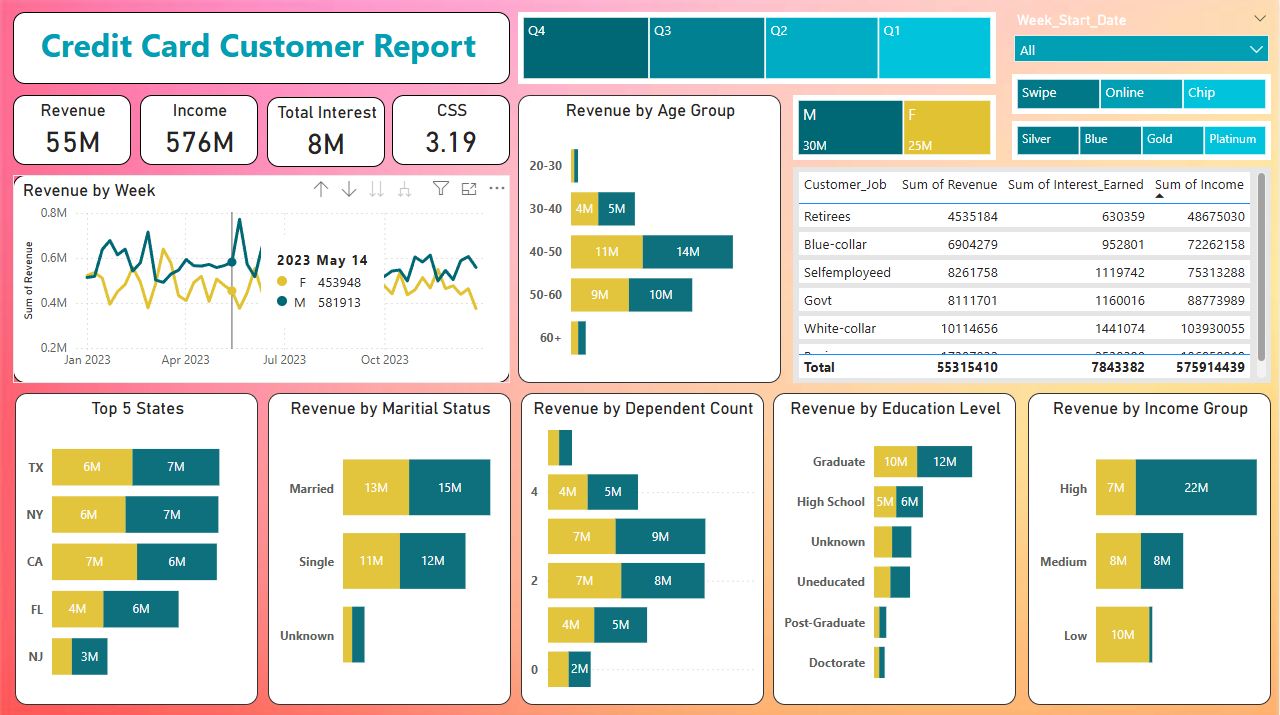 Credit Card Customer Report
Q4
Q3
Q2
Q1
Week_Start_Date
All
Swipe
Online
Chip
Silver
Blue
Gold
Platinum
Revenue
55M
Income
576M
Total Interest
8M
CSS
3.19
M
30M
F
25M
Revenue by Week
Sum of Revenue
0.8M
0.6M
0.4M
0.2M
Jan 2023
Apr 2023
Jul 2023
Oct 2023
2023 May 14
F 453948
M 581913
Revenue by Age Group
20-30
30-40 4M 5M
40-50 11M 14M
50-60 9M 10M
60+
Customer_Job Sum of Revenue Sum of Interest_Earned Sum of Income
Retirees 4535184 630359 48675030
Blue-collar 6904279 952801 72262158
Selfemployeed 8261758 1119742 75313288
Govt 8111701 1160016 88773989
White-collar 10114656 1441074 103930055
Total 55315410 7843382 575914439
Top 5 States
TX 6M 7M
NY 6M 7M
CA 7M 6M
FL 4M 6M
NJ 3M
Revenue by Maritial Status
Married 13M 15M
Single 11M 12M
Unknown
Revenue by Dependent Count
4 4M 5M
7M 9M
2 7M 8M
4M 5M
0 2M
Revenue by Education Level
Graduate 10M 12M
High School 5M 6M
Unknown
Uneducated
Post-Graduate
Doctorate
Revenue by Income Group
High 7M 22M
Medium 8M 8M
Low 10M